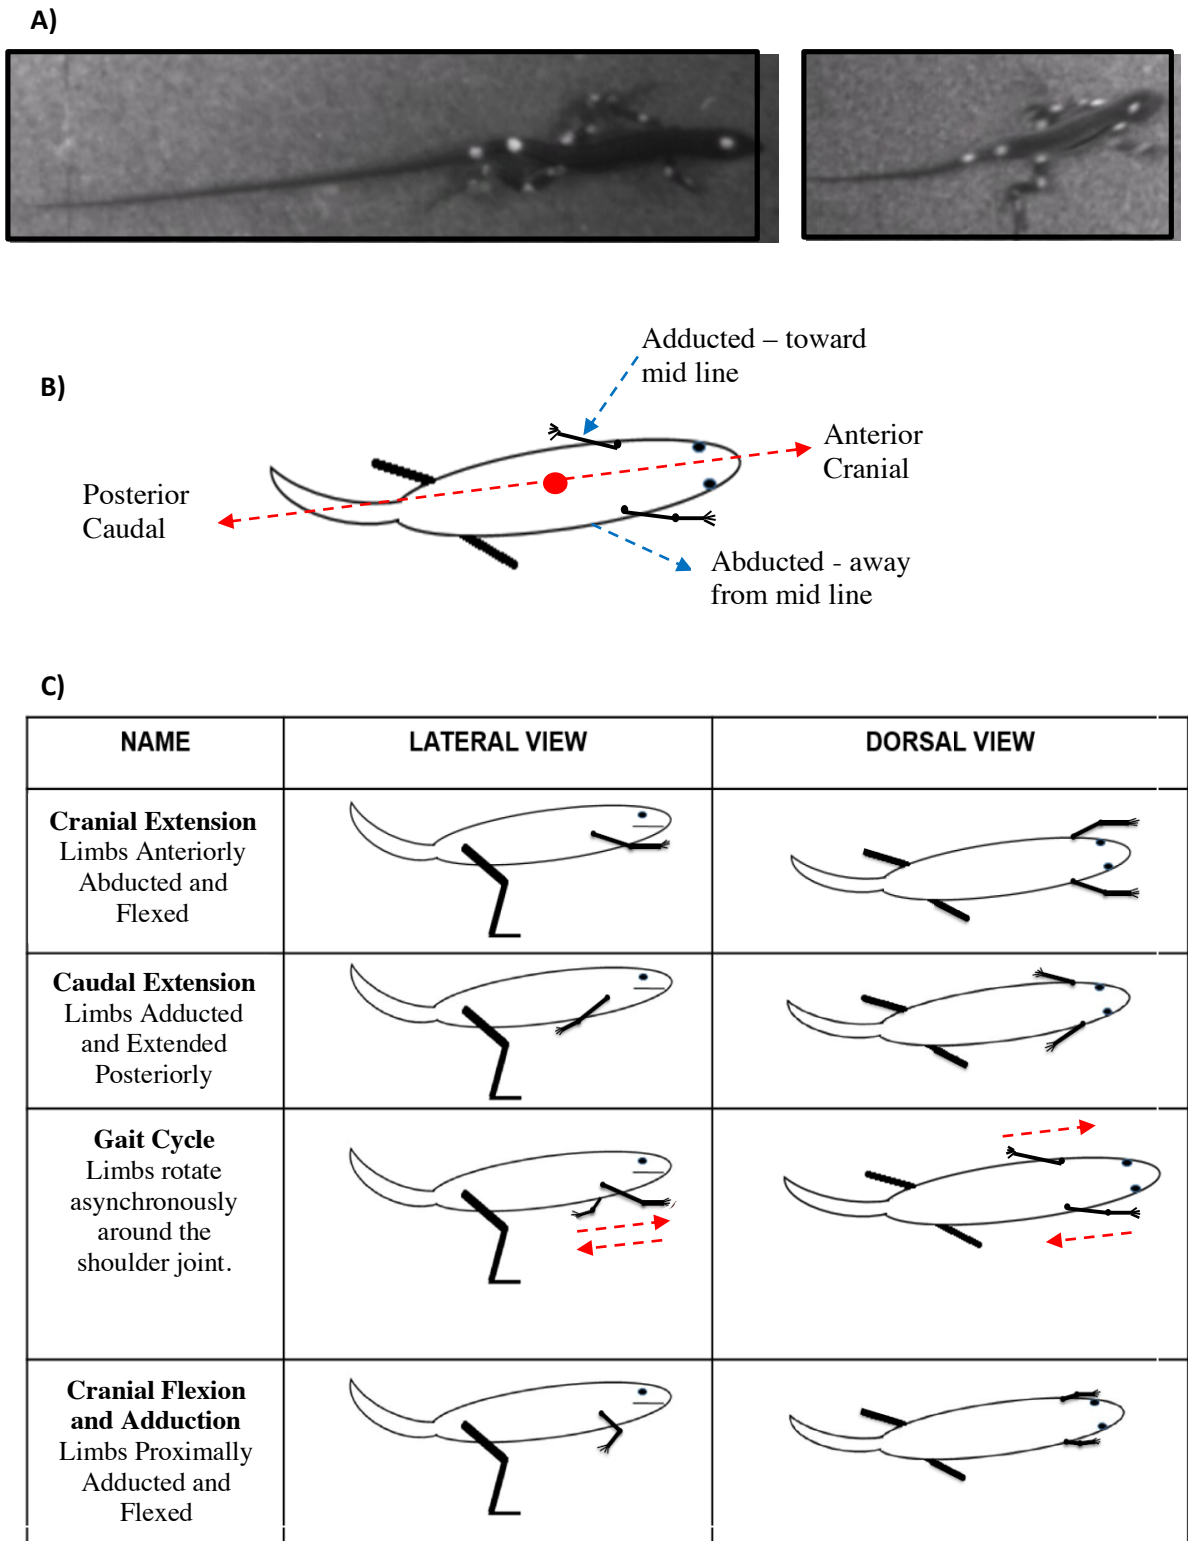 A)
B)
Adducted – toward
mid line
Anterior
Cranial
Posterior
Caudal
Abducted - away
from mid line
C)
NAME
LATERAL VIEW
DORSAL VIEW
Cranial Extension
Limbs Anteriorly
Abducted and
Flexed
Caudal Extension
Limbs Adducted
and Extended
Posteriorly
Gait Cycle
Limbs rotate
asynchronously
around the
shoulder joint.
Cranial Flexion
and Adduction
Limbs Proximally
Adducted and
Flexed